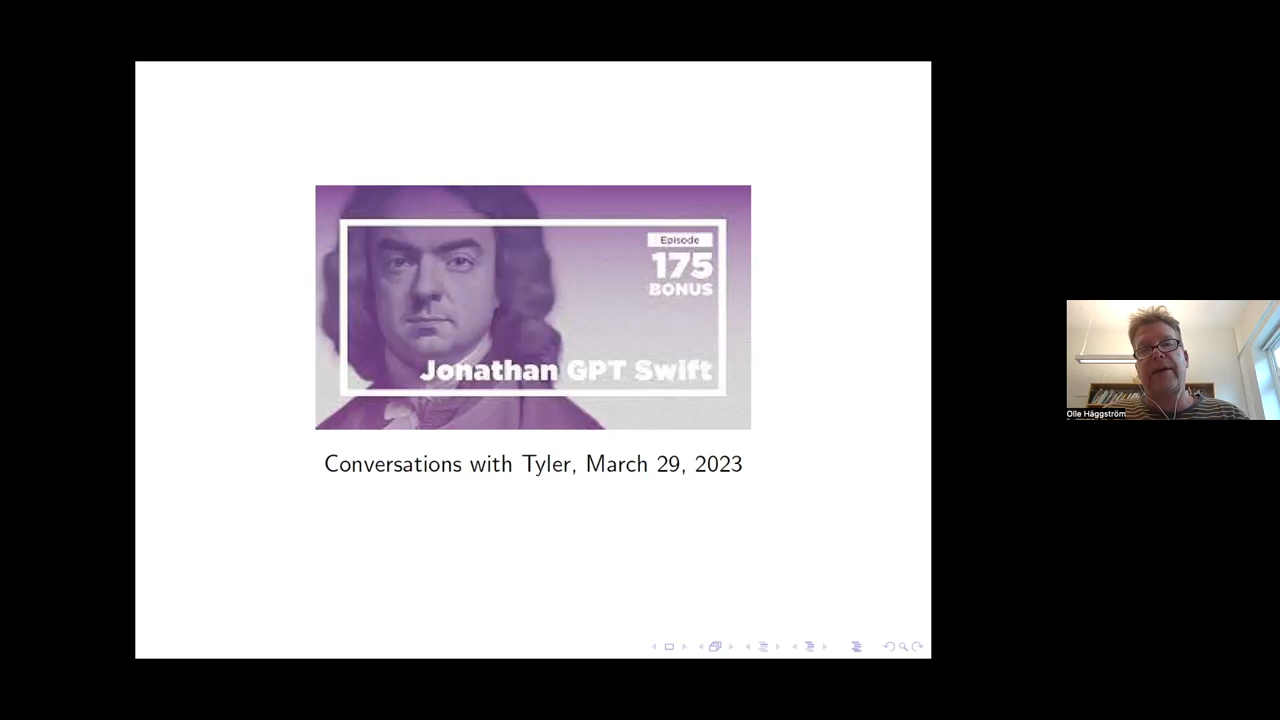 Episode
175
BONUS
Jonathan GPT Swift
Conversations with Tyler, March 29, 2023
Olle Häggström